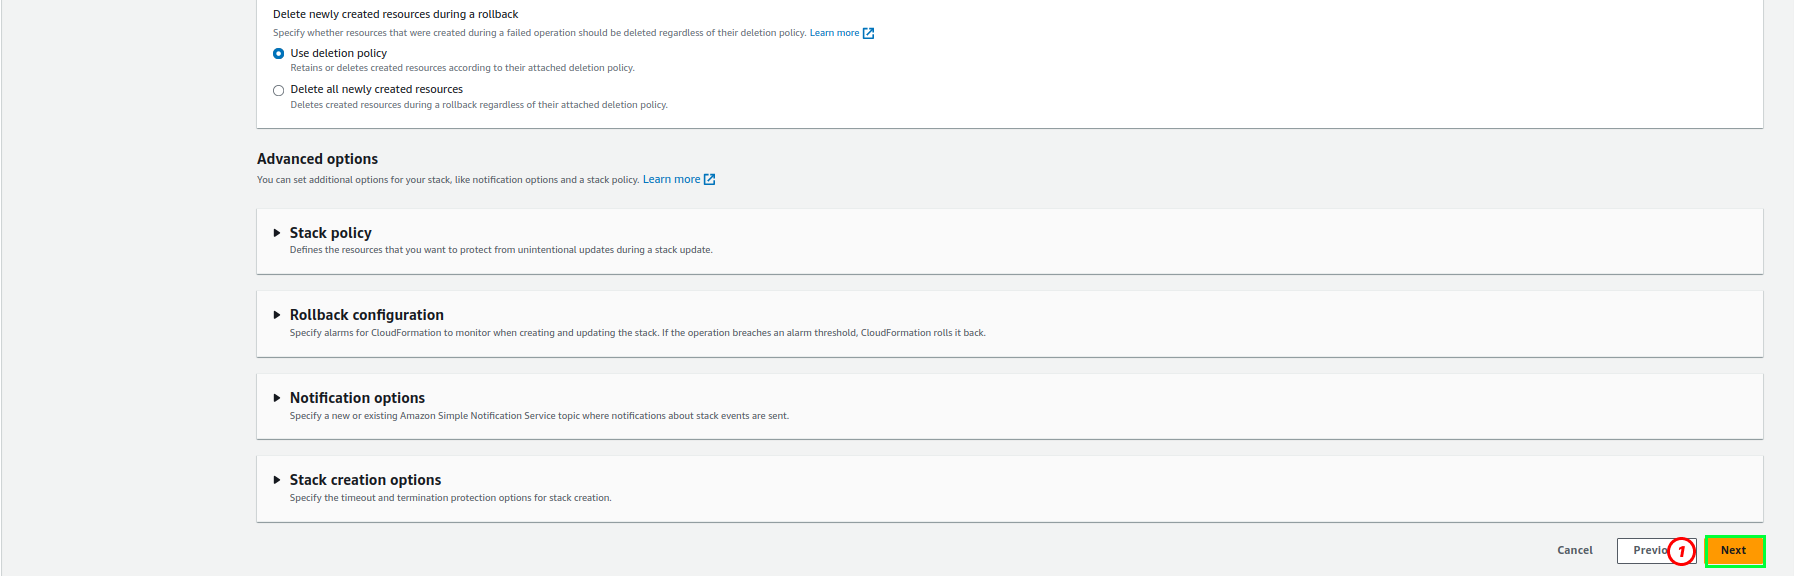 Delete newly created resources during a rollback
Specify whether resources that were created during a failed operation should be deleted regardless of their deletion policy. Learn more
Use deletion policy
Retains or deletes created resources according to their attached deletion policy.
Delete all newly created resources
Deletes created resources during a rollback regardless of their attached deletion policy.
Advanced options
You can set additional options for your stack, like notification options and a stack policy. Learn more
Stack policy
Defines the resources that you want to protect from unintentional updates during a stack update.
Rollback configuration
Specify alarms for CloudFormation to monitor when creating and updating the stack. If the operation breaches an alarm threshold, CloudFormation rolls it back.
Notification options
Specify a new or existing Amazon Simple Notification Service topic where notifications about stack events are sent.
Stack creation options
Specify the timeout and termination protection options for stack creation.
Cancel Previo 1 Next